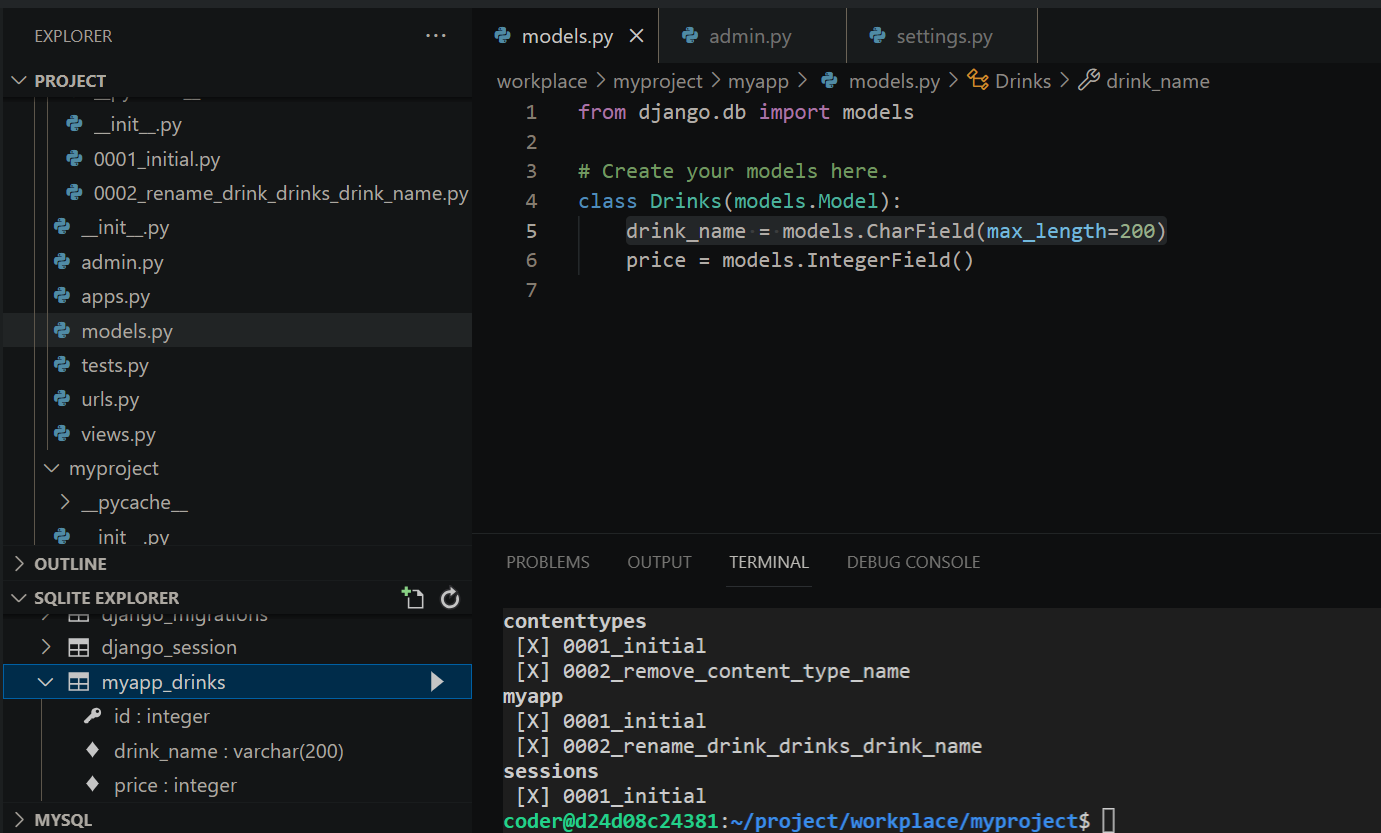 EXPLORER
PROJECT
__init__.py
0001_initial.py
0002_rename_drink_drinks_drink_name.py
__init__.py
admin.py
apps.py
models.py
tests.py
urls.py
views.py
myproject
__pycache__
__init__.py
OUTLINE
SQLITE EXPLORER
django_migrations
django_session
myapp_drinks
id : integer
drink_name : varchar(200)
price : integer
MYSQL
models.py
admin.py
settings.py
workplace > myproject > myapp > models.py > Drinks > drink_name
1 from django.db import models
2
3 # Create your models here.
4 class Drinks(models.Model):
5 drink_name = models.CharField(max_length=200)
6 price = models.IntegerField()
7
PROBLEMS OUTPUT TERMINAL DEBUG CONSOLE
contenttypes
[X] 0001_initial
[X] 0002_remove_content_type_name
myapp
[X] 0001_initial
[X] 0002_rename_drink_drinks_drink_name
sessions
[X] 0001_initial
coder@d24d08c24381:~/project/workplace/myproject$